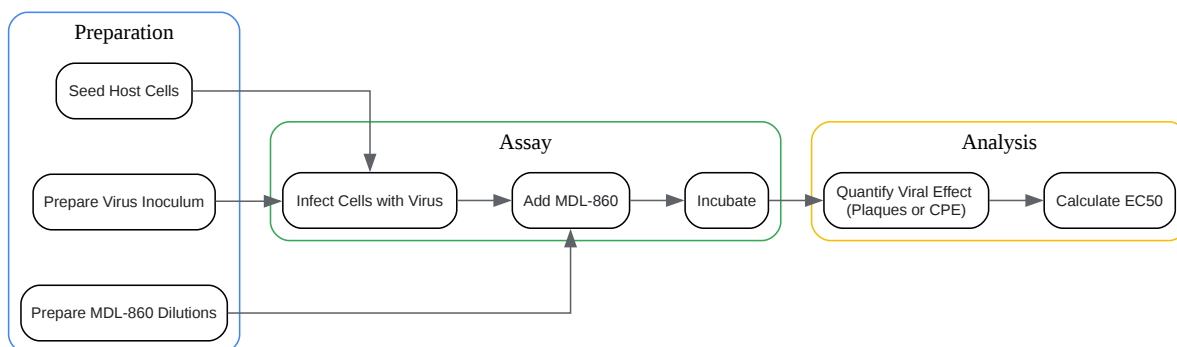 Preparation
Seed Host Cells
Prepare Virus Inoculum
Prepare MDL-860 Dilutions
Assay
Infect Cells with Virus
Add MDL-860
Incubate
Analysis
Quantify Viral Effect
(Plaques or CPE)
Calculate EC50